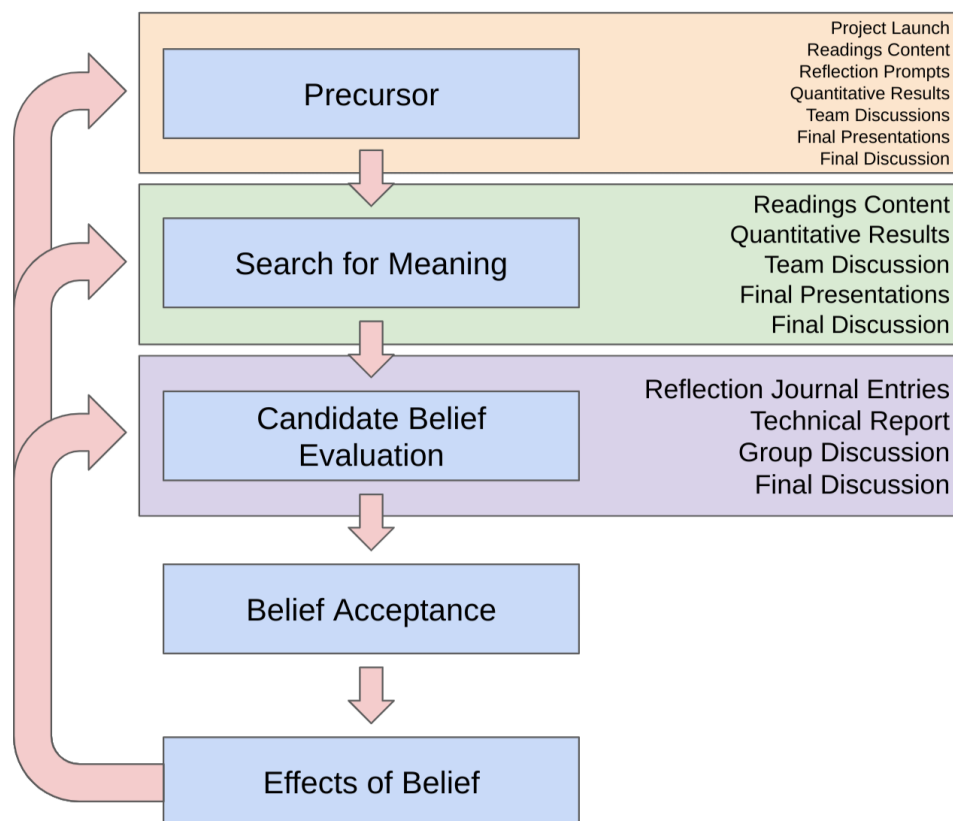 Precursor
Project Launch
Readings Content
Reflection Prompts
Quantitative Results
Team Discussions
Final Presentations
Final Discussion
Search for Meaning
Readings Content
Quantitative Results
Team Discussion
Final Presentations
Final Discussion
Candidate Belief
Evaluation
Reflection Journal Entries
Technical Report
Group Discussion
Final Discussion
Belief Acceptance
Effects of Belief